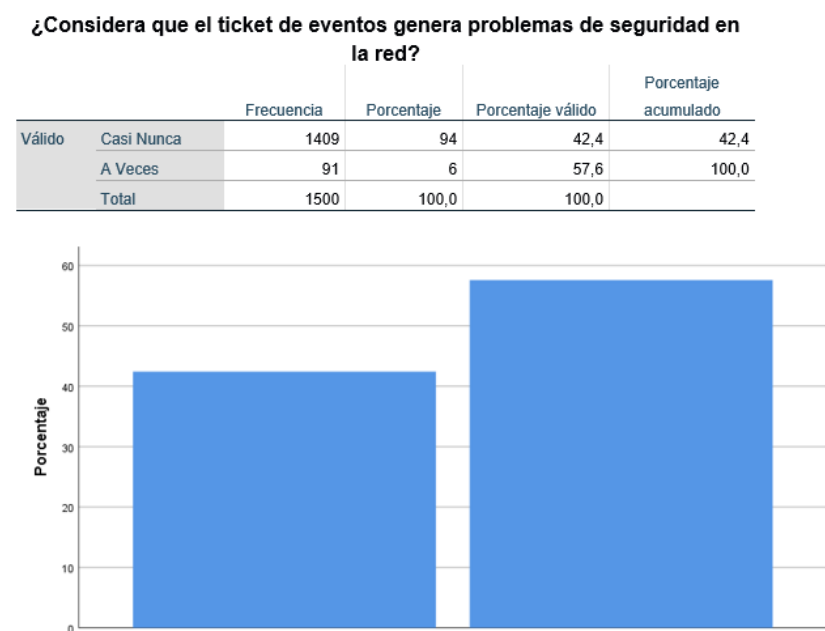 ¿Considera que el ticket de eventos genera problemas de seguridad en
la red?
Porcentaje
Frecuencia Porcentaje Porcentaje válido acumulado
Válido Casi Nunca 1409 94 42,4 42,4
A Veces 91 6 57,6 100,0
Total 1500 100,0 100,0
60
50
40
30
20
10
0
Porcentaje